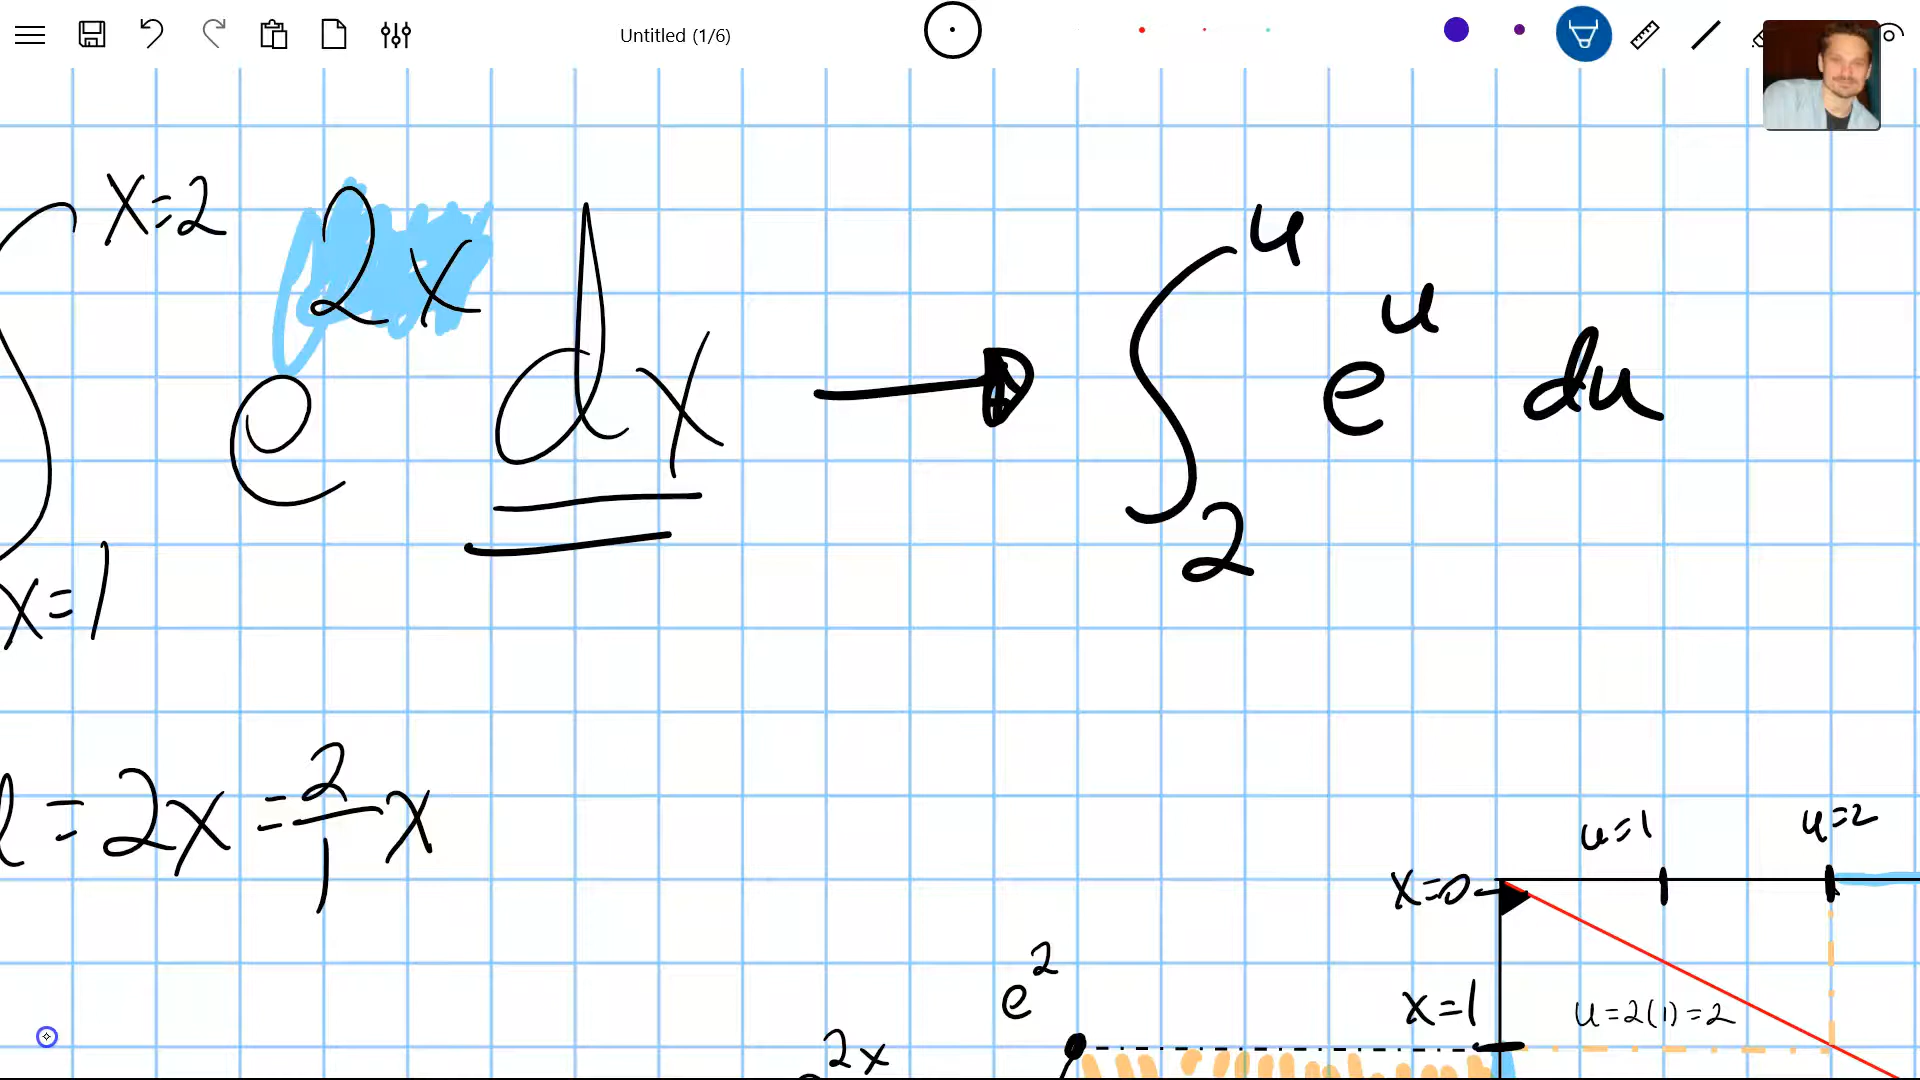 Untitled (1/6)
∫ x=2 x=1 e^2x dx → ∫ u 2 e^u du
= 2x = 2/1 x
u=1 u=2
x=0
e^2
x=1 u=2(1)=2
2x